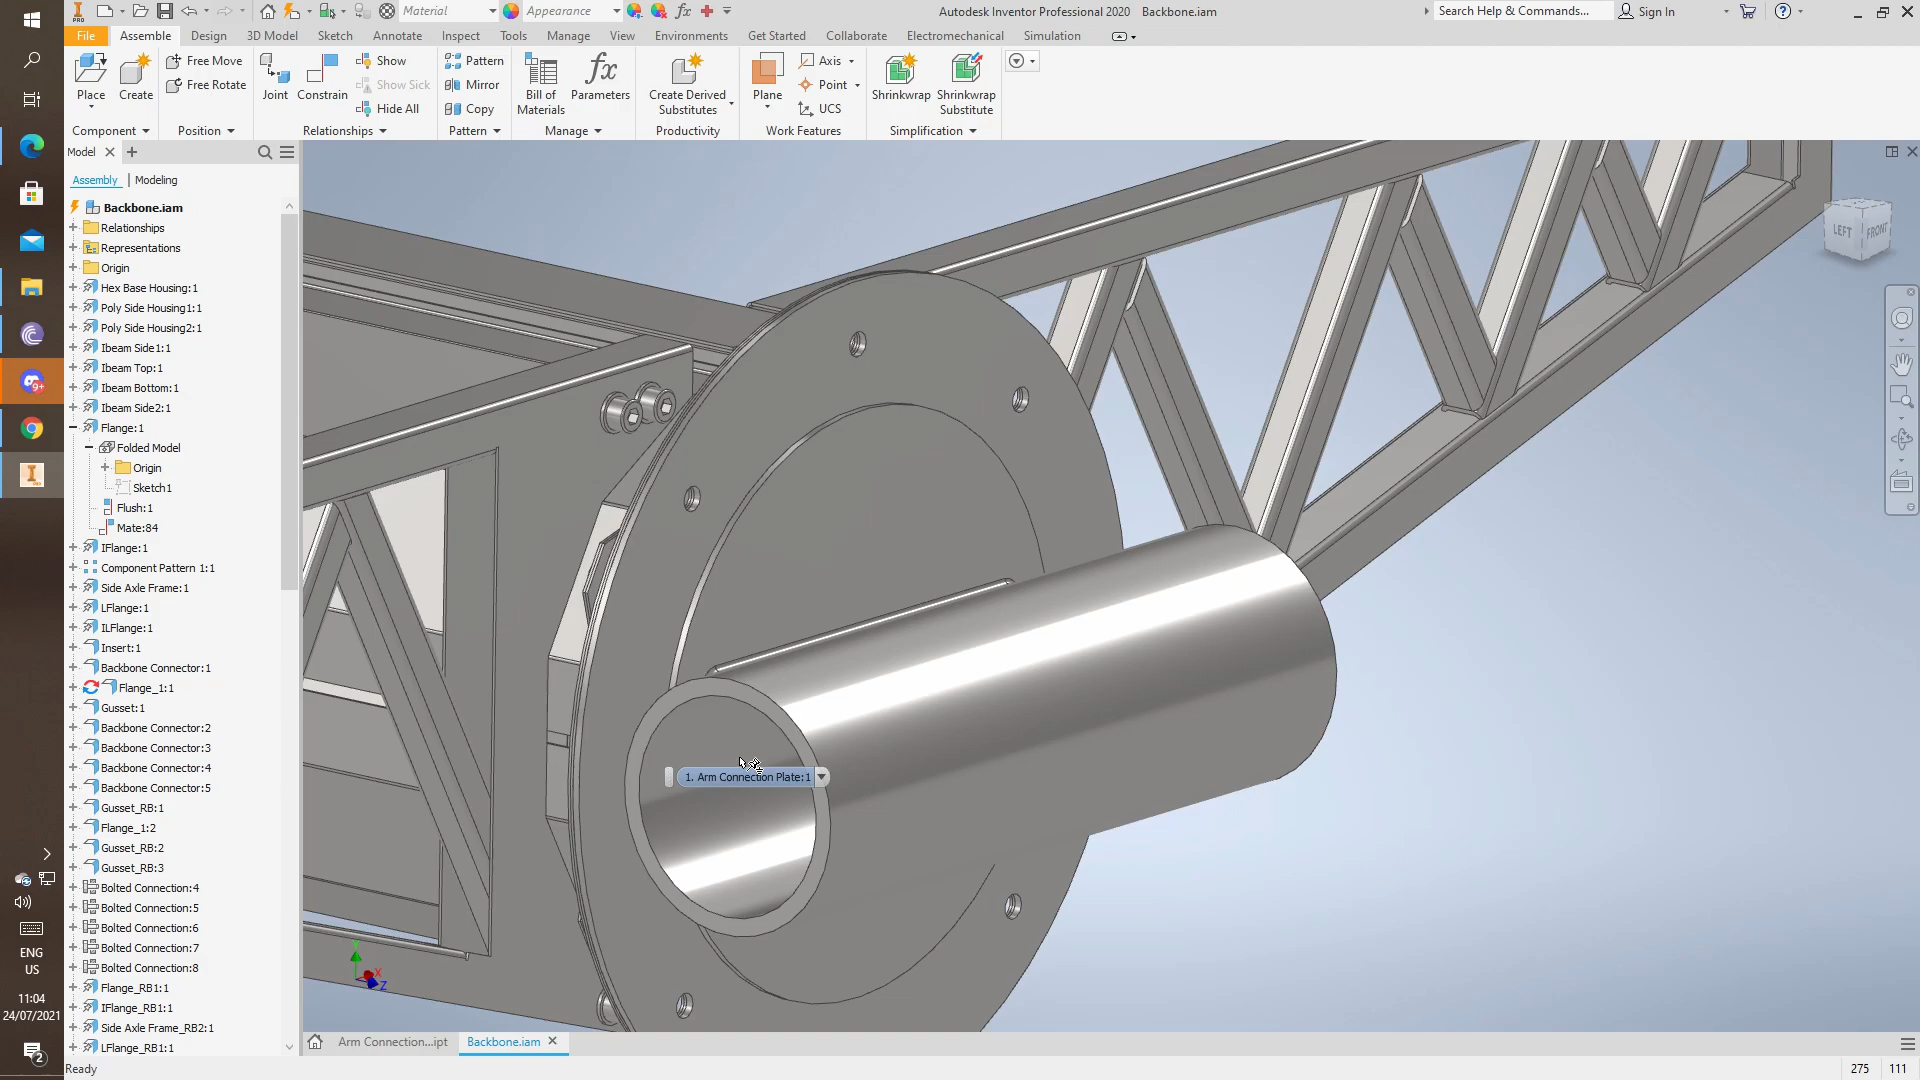 PRO
Material
Appearance
fx
Autodesk Inventor Professional 2020 Backbone.iam
Search Help & Commands...
Sign In
File
Assemble
Design
3D Model
Sketch
Annotate
Inspect
Tools
Manage
View
Environments
Get Started
Collaborate
Electromechanical
Simulation
Place
Create
Free Move
Free Rotate
Joint
Constrain
Show
Show Sick
Hide All
Pattern
Mirror
Copy
Bill of
Materials
fx
Parameters
Create Derived
Substitutes
Plane
Axis
Point
UCS
Shrinkwrap
Shrinkwrap
Substitute
Component
Position
Relationships
Pattern
Manage
Productivity
Work Features
Simplification
Model
Assembly
Modeling
Backbone.iam
Relationships
Representations
Origin
Hex Base Housing:1
Poly Side Housing1:1
Poly Side Housing2:1
Ibeam Side1:1
Ibeam Top:1
Ibeam Bottom:1
Ibeam Side2:1
Flange:1
Folded Model
Origin
Sketch1
Flush:1
Mate:84
IFlange:1
Component Pattern 1:1
Side Axle Frame:1
LFlange:1
ILFlange:1
Insert:1
Backbone Connector:1
Flange_1:1
Gusset:1
Backbone Connector:2
Backbone Connector:3
Backbone Connector:4
Backbone Connector:5
Gusset_RB:1
Flange_1:2
Gusset_RB:2
Gusset_RB:3
Bolted Connection:4
Bolted Connection:5
Bolted Connection:6
Bolted Connection:7
Bolted Connection:8
Flange_RB1:1
IFlange_RB1:1
Side Axle Frame_RB2:1
LFlange_RB1:1
LEFT
FRONT
1. Arm Connection Plate:1
Y
X
Z
9+
ENG
US
11:04
24/07/2021
2
Arm Connection...ipt
Backbone.iam
Ready
275
111